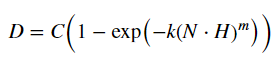 D = C(1 – exp(–k(N · H)^m))